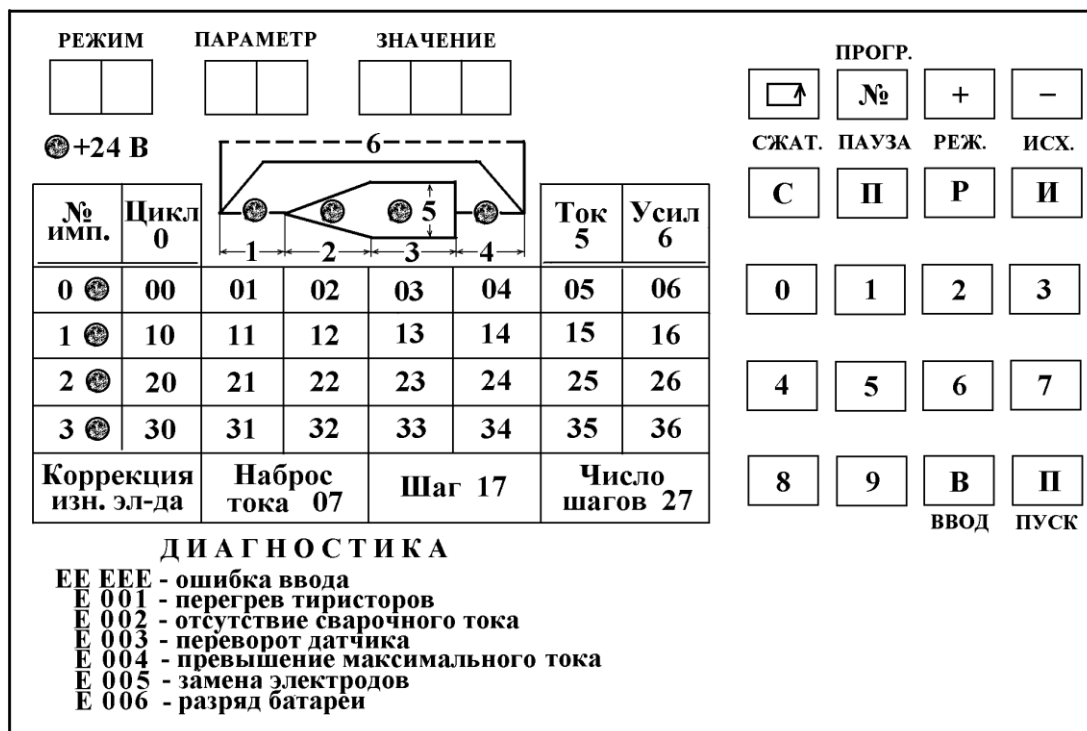 РЕЖИМ ПАРАМЕТР ЗНАЧЕНИЕ
ПРОГР.
№ + −
+24 В
6
СЖАТ. ПАУЗА РЕЖ. ИСХ.
С П Р И
№ имп. Цикл 0
5
1 2 3 4
Ток 5 Усил 6
0 00 01 02 03 04 05 06
0 1 2 3
1 10 11 12 13 14 15 16
2 20 21 22 23 24 25 26
4 5 6 7
3 30 31 32 33 34 35 36
Коррекция изн. эл-да Наброс тока 07 Шаг 17 Число шагов 27
8 9 В П
ВВОД ПУСК
ДИАГНОСТИКА
ЕЕ ЕЕЕ - ошибка ввода
Е 001 - перегрев тиристоров
Е 002 - отсутствие сварочного тока
Е 003 - переворот датчика
Е 004 - превышение максимального тока
Е 005 - замена электродов
Е 006 - разряд батареи